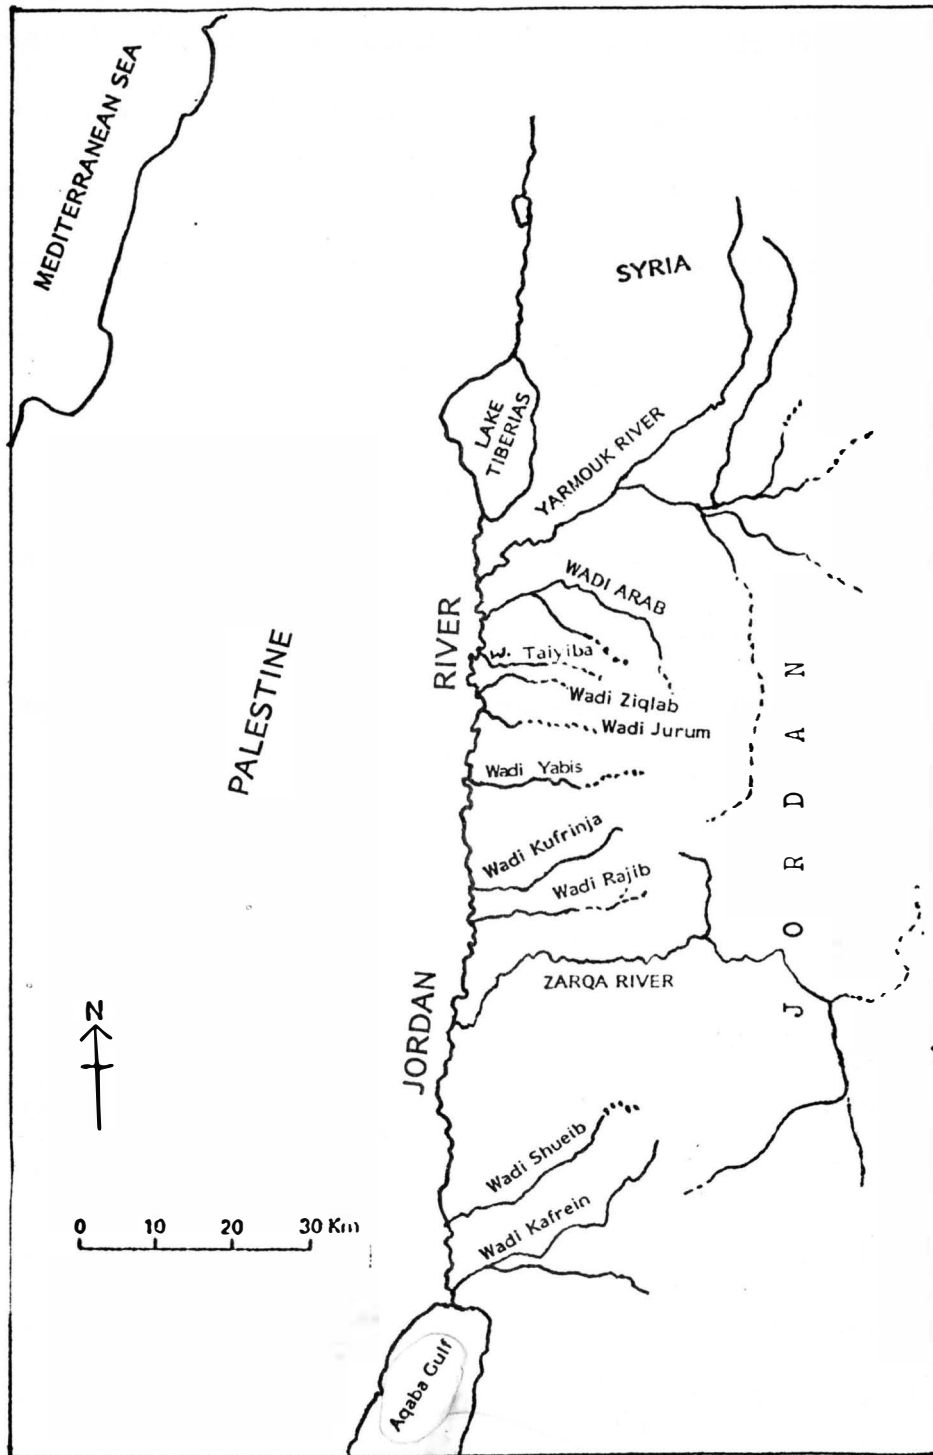 MEDITERRANEAN SEA
SYRIA
LAKE
TIBERIAS
YARMOUK RIVER
WADI ARAB
W. Taiyiba
Wadi Ziqlab
Wadi Jurum
Wadi Yabis
Wadi Kufrinja
Wadi Rajib
ZARQA RIVER
JORDAN RIVER
PALESTINE
JORDAN
N
Wadi Shueib
Wadi Kafrein
0 10 20 30 Km
Aqaba Gulf